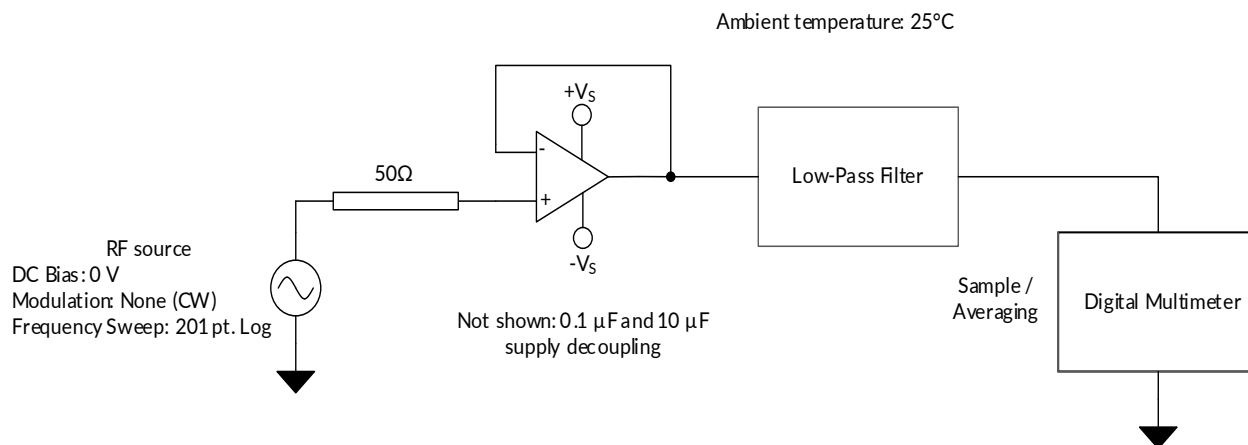 Ambient temperature: 25°C
+VS
-
50Ω
+
Low-Pass Filter
-VS
RF source
DC Bias: 0 V
Modulation: None (CW)
Frequency Sweep: 201 pt. Log
Not shown: 0.1 µF and 10 µF
supply decoupling
Sample /
Averaging
Digital Multimeter